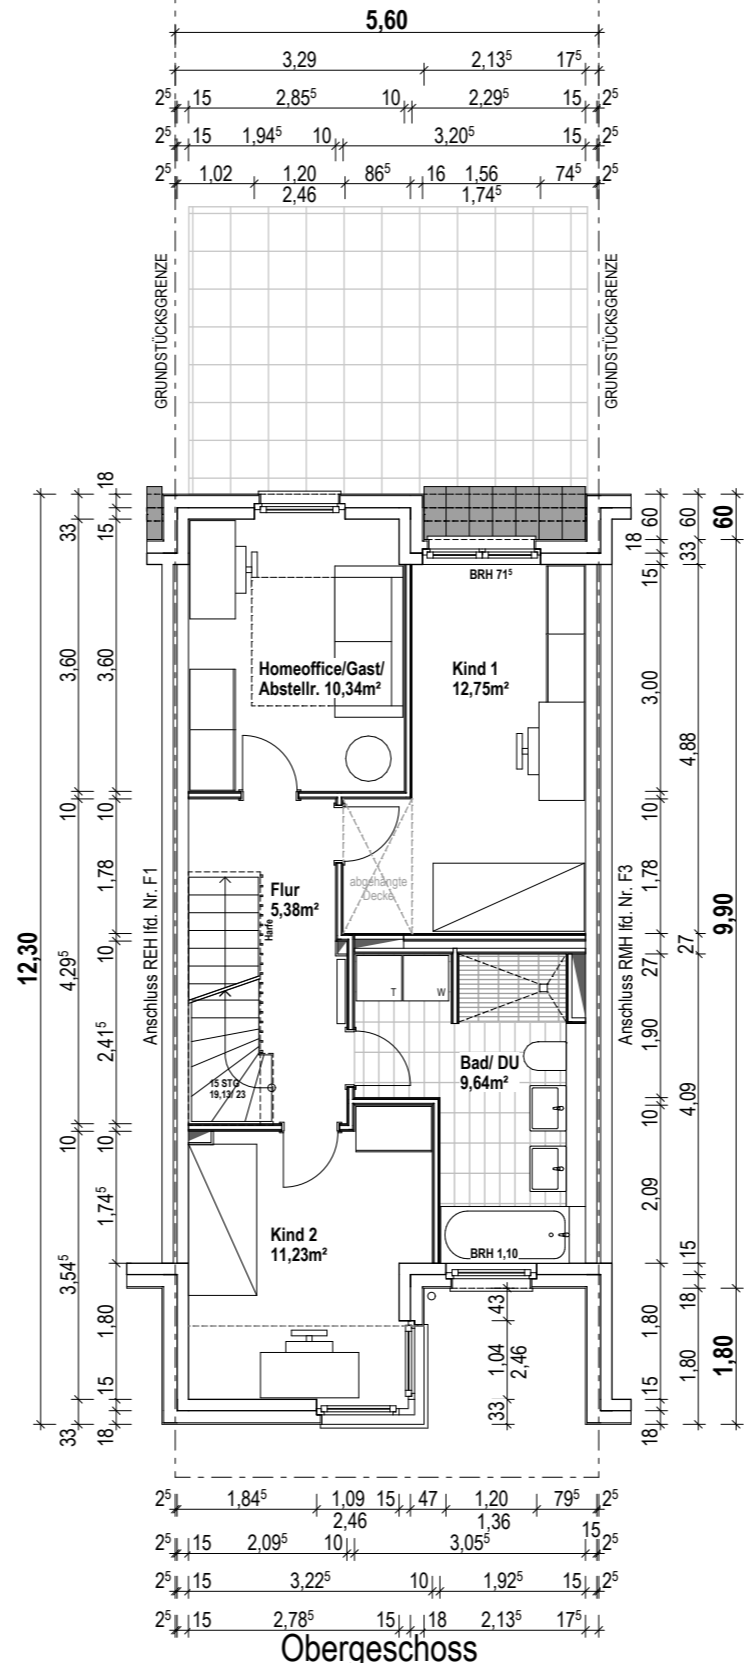 5,60
3,29 2,13⁵ 17⁵
2⁵ 15 2,85⁵ 10 2,29⁵ 15 2⁵
2⁵ 15 1,94⁵ 10 3,20⁵ 15 2⁵
2⁵ 1,02 1,20 86⁵ 16 1,56 74⁵ 2⁵
2,46 1,74⁵
GRUNDSTÜCKSGRENZE
GRUNDSTÜCKSGRENZE
12,30
33 3,60 10 4,29⁵ 10 3,54⁵ 33
18 15 3,60 10 1,78 10 2,41⁵ 10 1,74⁵ 1,80 15 18
Anschluss REH lfd. Nr. F1
BRH 71⁵
Homeoffice/Gast/
Abstellr. 10,34m²
Kind 1
12,75m²
abgehängte
Decke
Flur
5,38m²
Harfe
15 STG
19,13/ 23
T W
Bad/ DU
9,64m²
Kind 2
11,23m²
BRH 1,10
43 1,04 33
2,46
Anschluss RMH lfd. Nr. F3
60 18 15 3,00 10 1,78 27 1,90 10 2,09 1,80 15 18
60 33 4,88 27 4,09 15 18 1,80
60 9,90 1,80
2⁵ 1,84⁵ 1,09 15 47 1,20 79⁵ 2⁵
2,46 1,36
2⁵ 15 2,09⁵ 10 3,05⁵ 15 2⁵
2⁵ 15 3,22⁵ 10 1,92⁵ 15 2⁵
2⁵ 15 2,78⁵ 15 18 2,13⁵ 17⁵
Obergeschoss